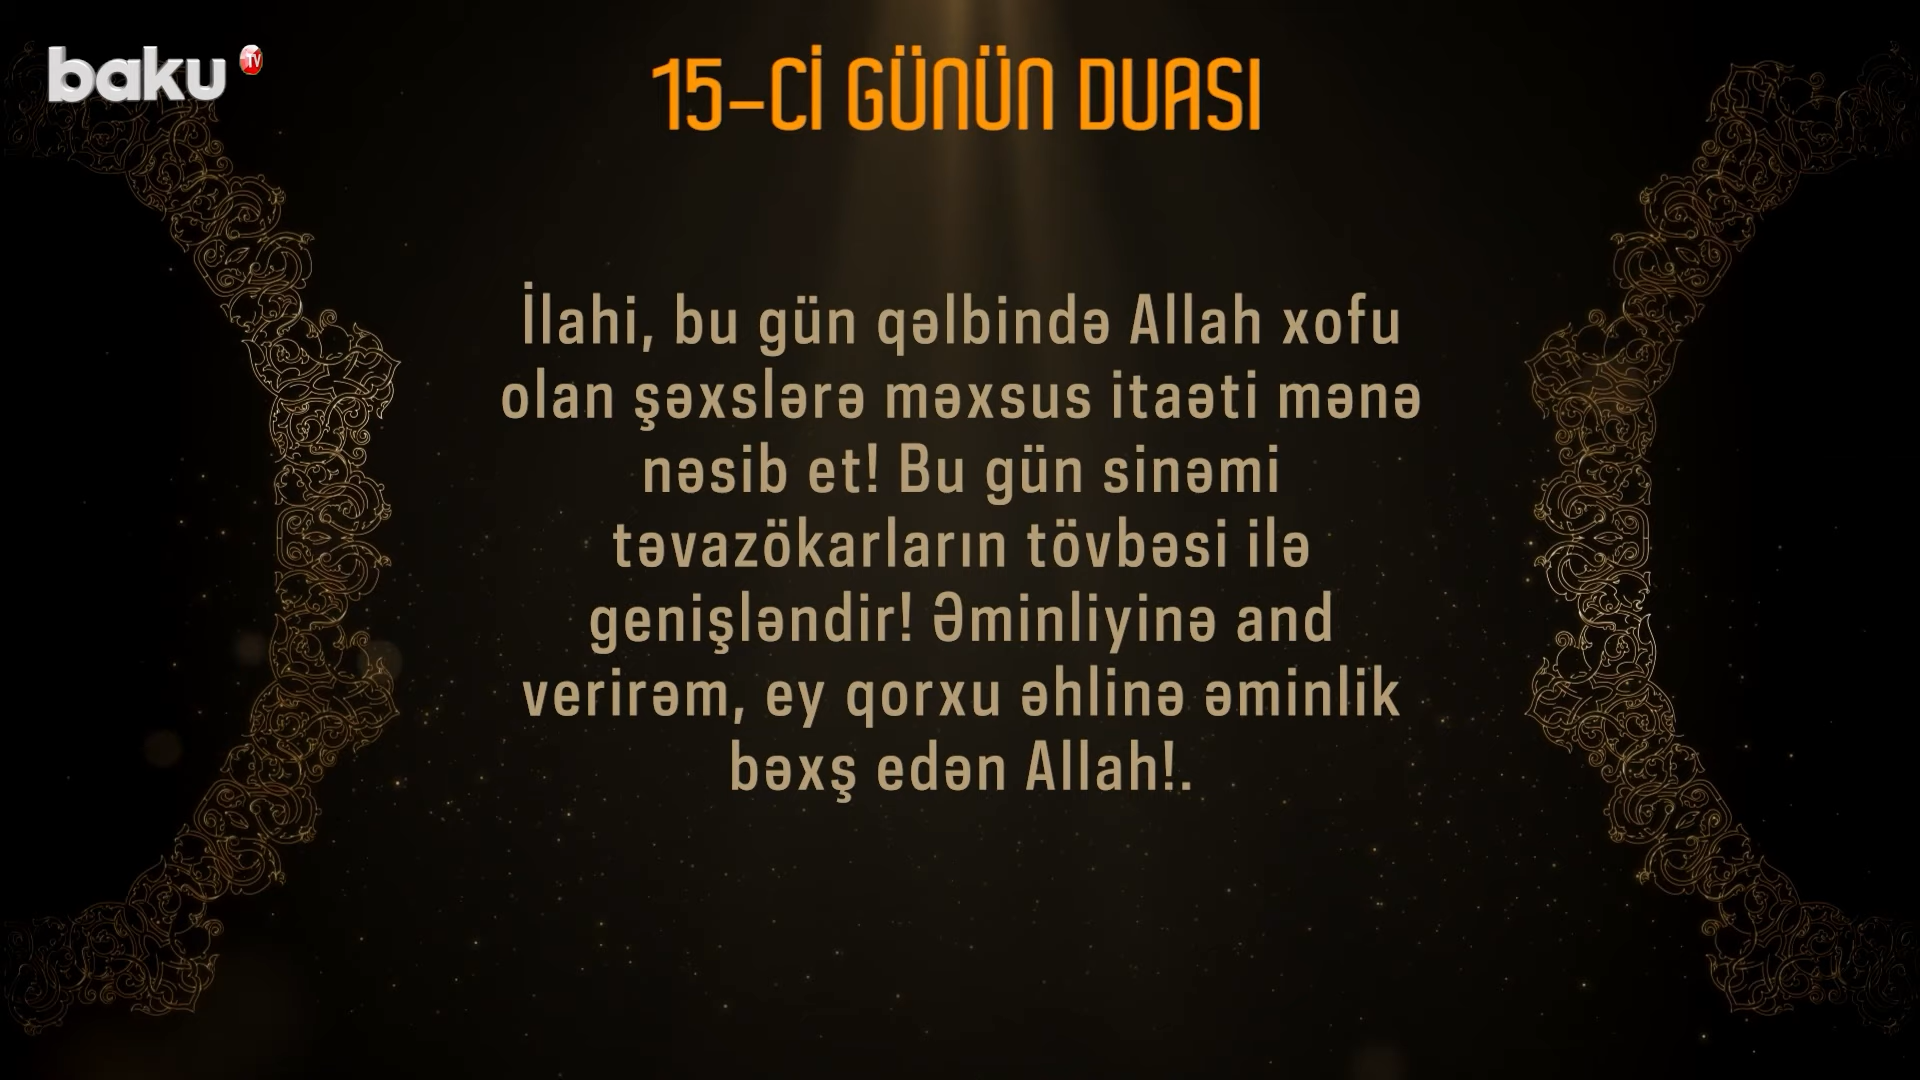 baku TV
15-Cİ GÜNÜN DUASI
İlahi, bu gün qəlbində Allah xofu
olan şəxslərə məxsus itaəti mənə
nəsib et! Bu gün sinəmi
təvazökarların tövbəsi ilə
genişləndir! Əminliyinə and
verirəm, ey qorxu əhlinə əminlik
bəxş edən Allah!.